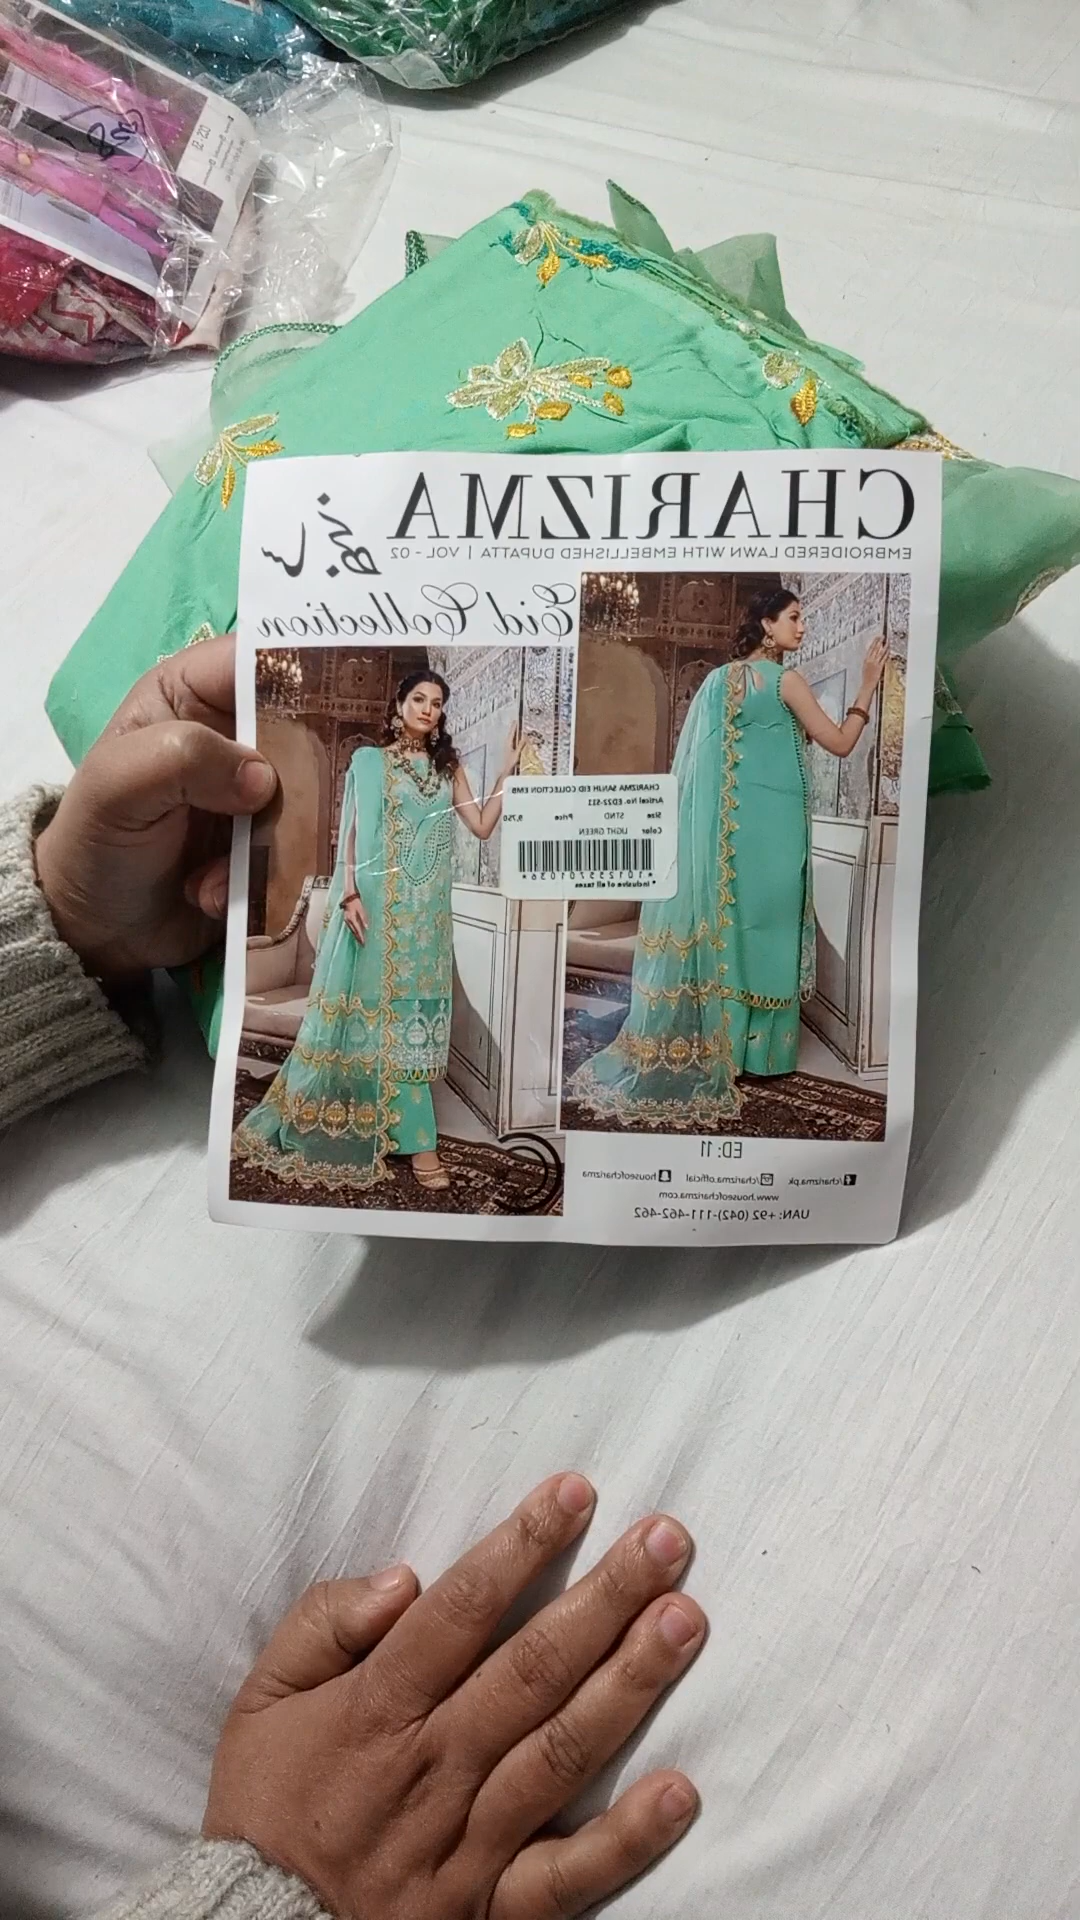 CHARIZMA
EMBROIDERED LAWN WITH EMBELLISHED DUPATTA | VOL - 02
Eid Collection
CHARIZMA SANJH EID COLLECTION EMB
Artical No. ED22-S11
Size STND Price 9,750
Color LIGHT GREEN
*101255701036*
* Inclusive of all taxes
ED: 11
/charizma.pk /charizma.official houseofcharizma
www.houseofcharizma.com
UAN: +92 (042)-111-462-462